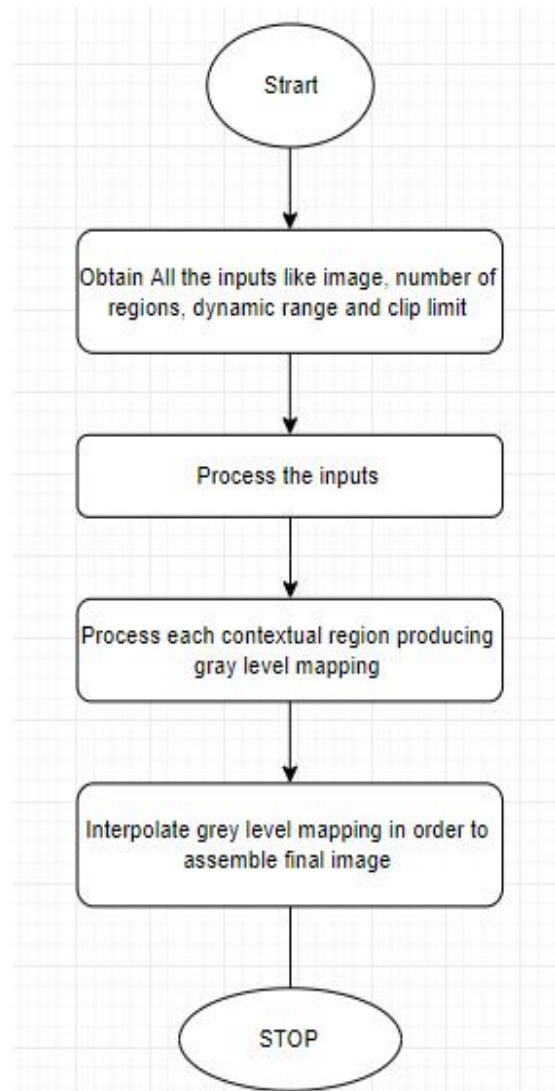 Strart
Obtain All the inputs like image, number of
regions, dynamic range and clip limit
Process the inputs
Process each contextual region producing
gray level mapping
Interpolate grey level mapping in order to
assemble final image
STOP